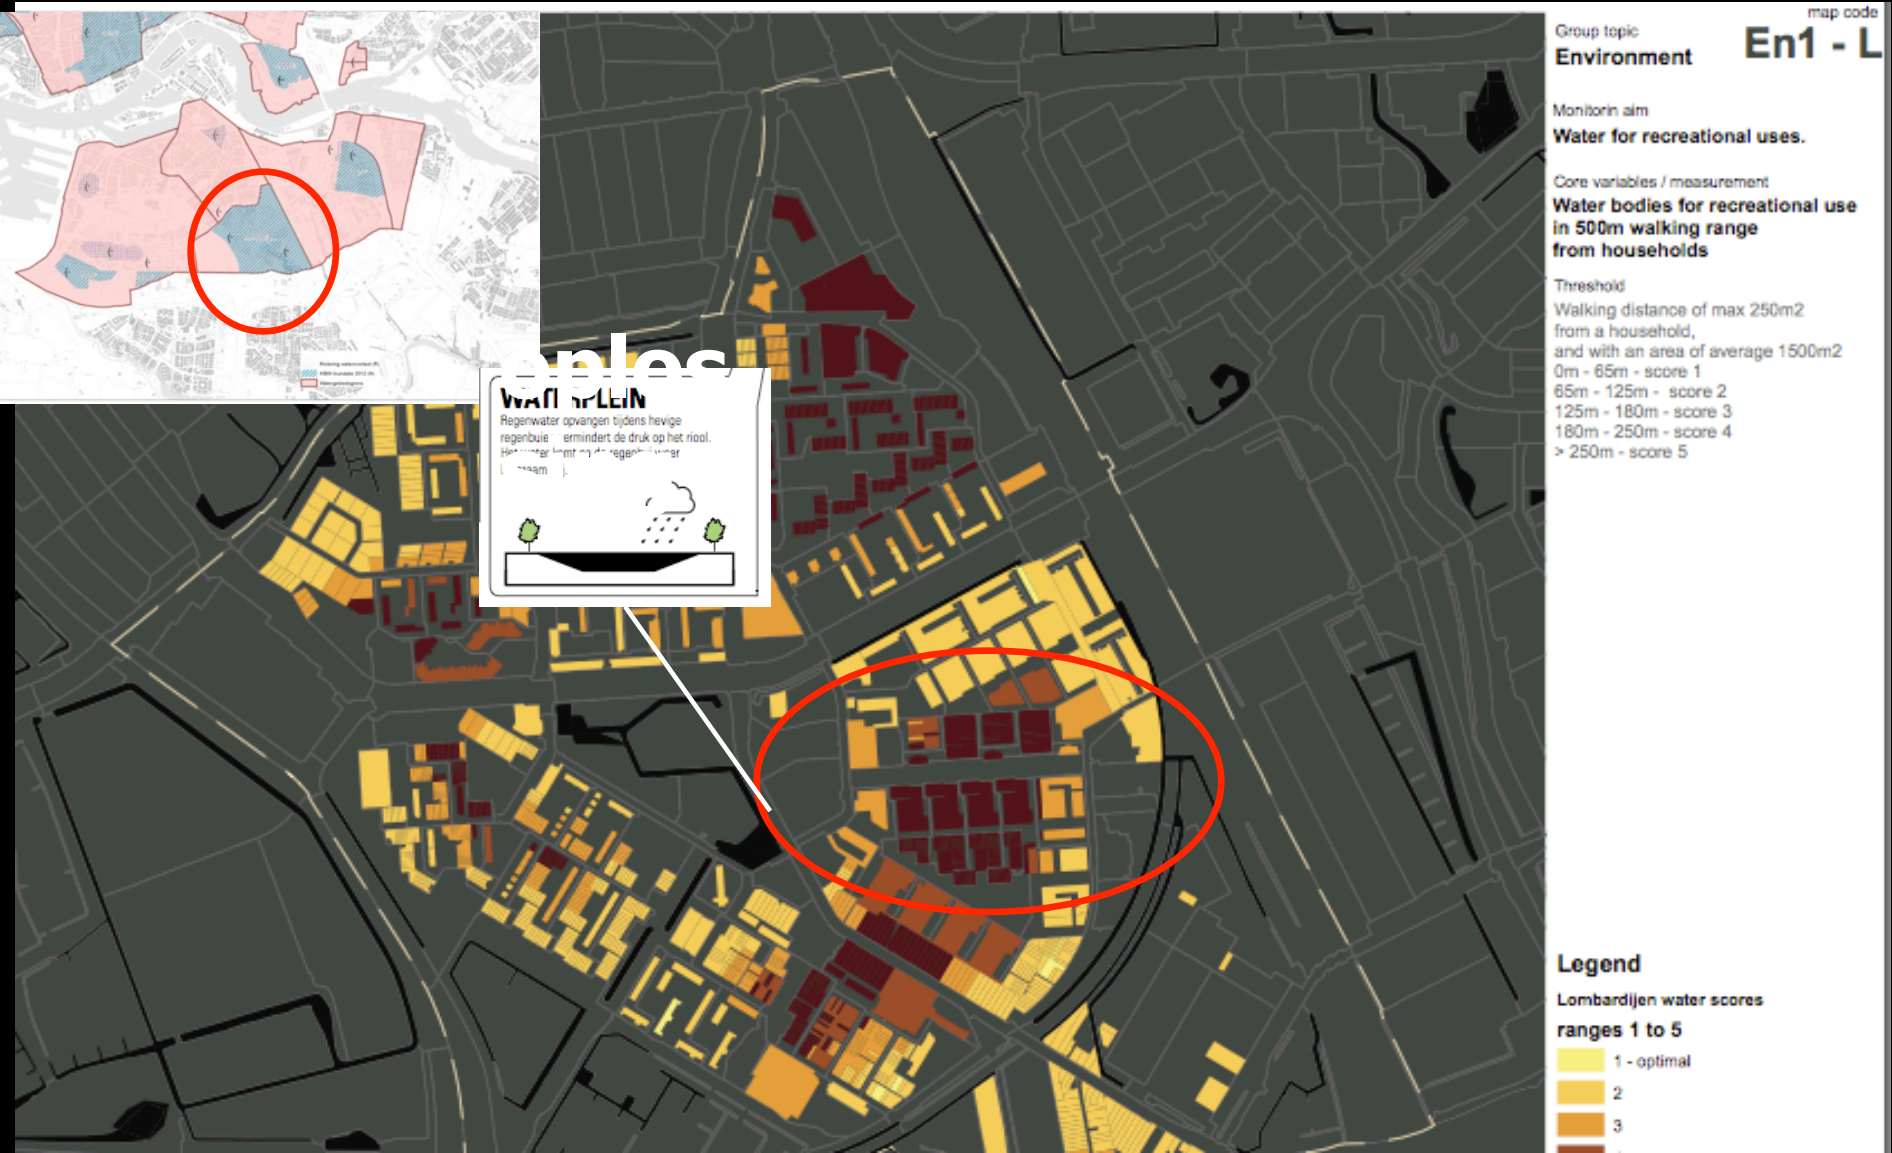 map code
Group topic
En1 - L
Environment
Monitorin aim
Water for recreational uses.
Core variables / measurement
Water bodies for recreational use
in 500m walking range
from households
Threshold
Walking distance of max 250m2
from a household,
and with an area of average 1500m2
0m - 65m - score 1
65m - 125m - score 2
125m - 180m - score 3
180m - 250m - score 4
> 250m - score 5
Regenwater opvangen tijdens hevige
druk op het riool.
Legend
Lombardijen water scores
ranges 1 to 5
1 - optimal
2
3